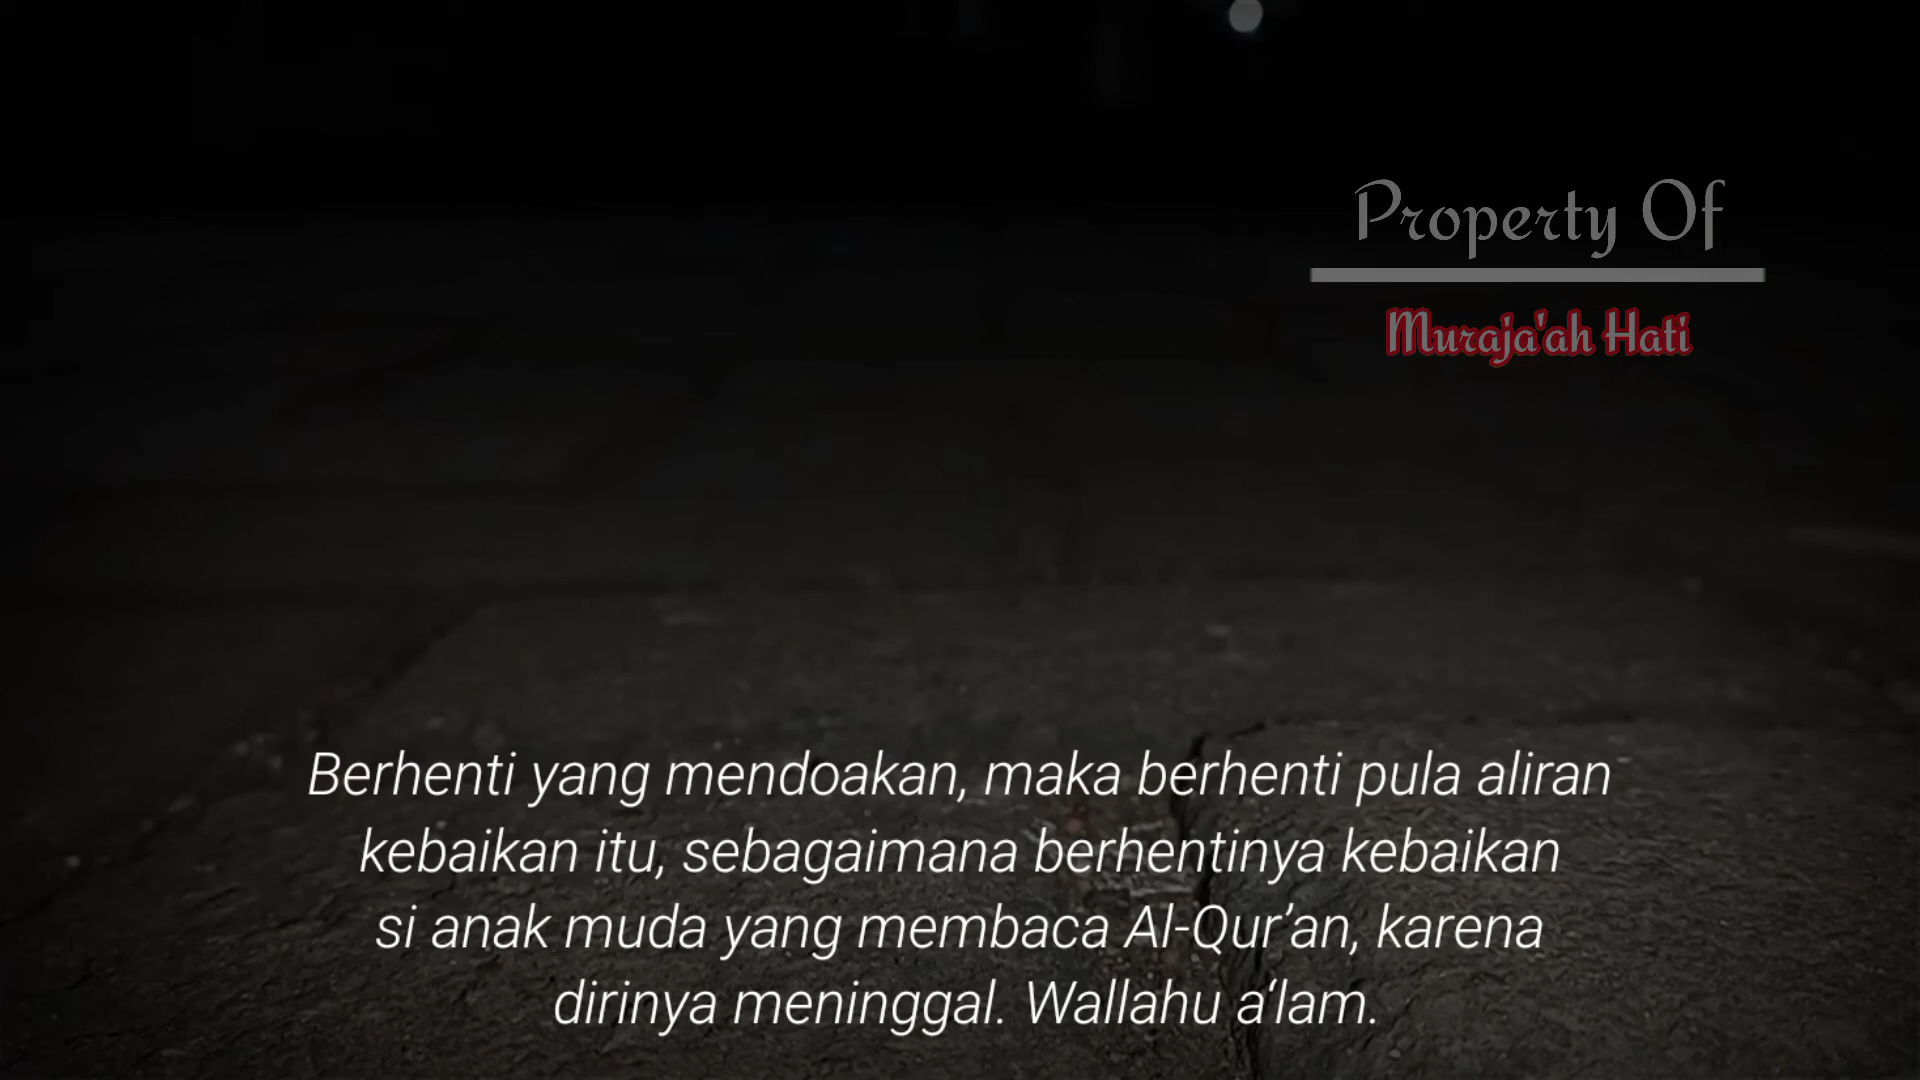 Property Of
Muraja'ah Hati
Berhenti yang mendoakan, maka berhenti pula aliran
kebaikan itu, sebagaimana berhentinya kebaikan
si anak muda yang membaca Al-Qur’an, karena
dirinya meninggal. Wallahu a‘lam.